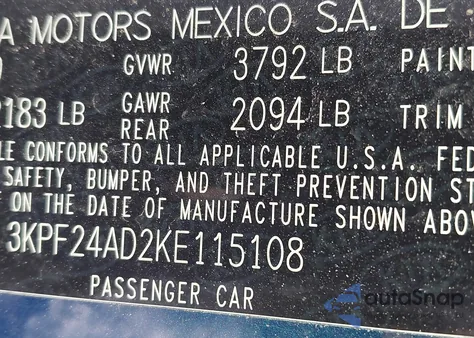 A MOTORS MEXICO S.A. DE
GVWR 3792 LB PAINT
2183 LB GAWR REAR 2094 LB TRIM
LE CONFORMS TO ALL APPLICABLE U.S.A. FED
SAFETY, BUMPER, AND THEFT PREVENTION ST
ON THE DATE OF MANUFACTURE SHOWN ABOV
3KPF24AD2KE115108
PASSENGER CAR
autoSnap